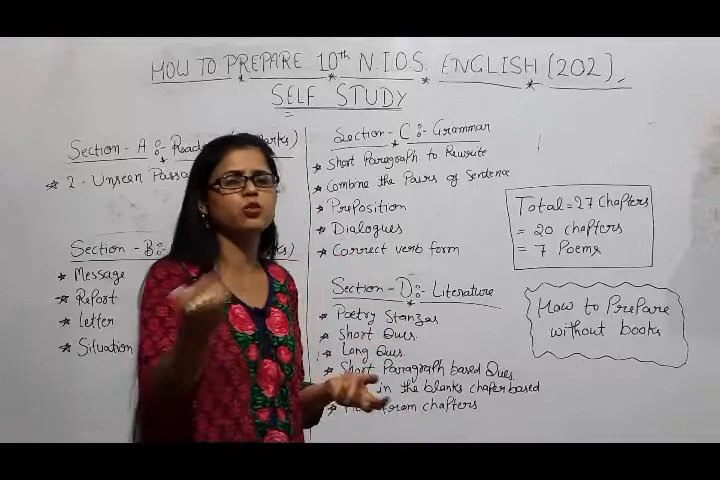 HOW TO PREPARE 10th N.I.O.S. ENGLISH (202)
SELF STUDY
Section - A :- marks)
2 - Unseen
Section - B:-
Message
Report
Letter
Situation
Section - C :- Grammar
Short Paragraph to Rewrite
Combine the Pairs of Sentence
Preposition
Dialogues
Correct verb form
Section - D :- Literature
Poetry Stanzas
Short Ques.
Long Ques.
Short Paragraph based Ques.
in the blanks chapter based
from chapters
Total = 27 Chapters
= 20 chapters
= 7 Poems
How to Prepare
without books